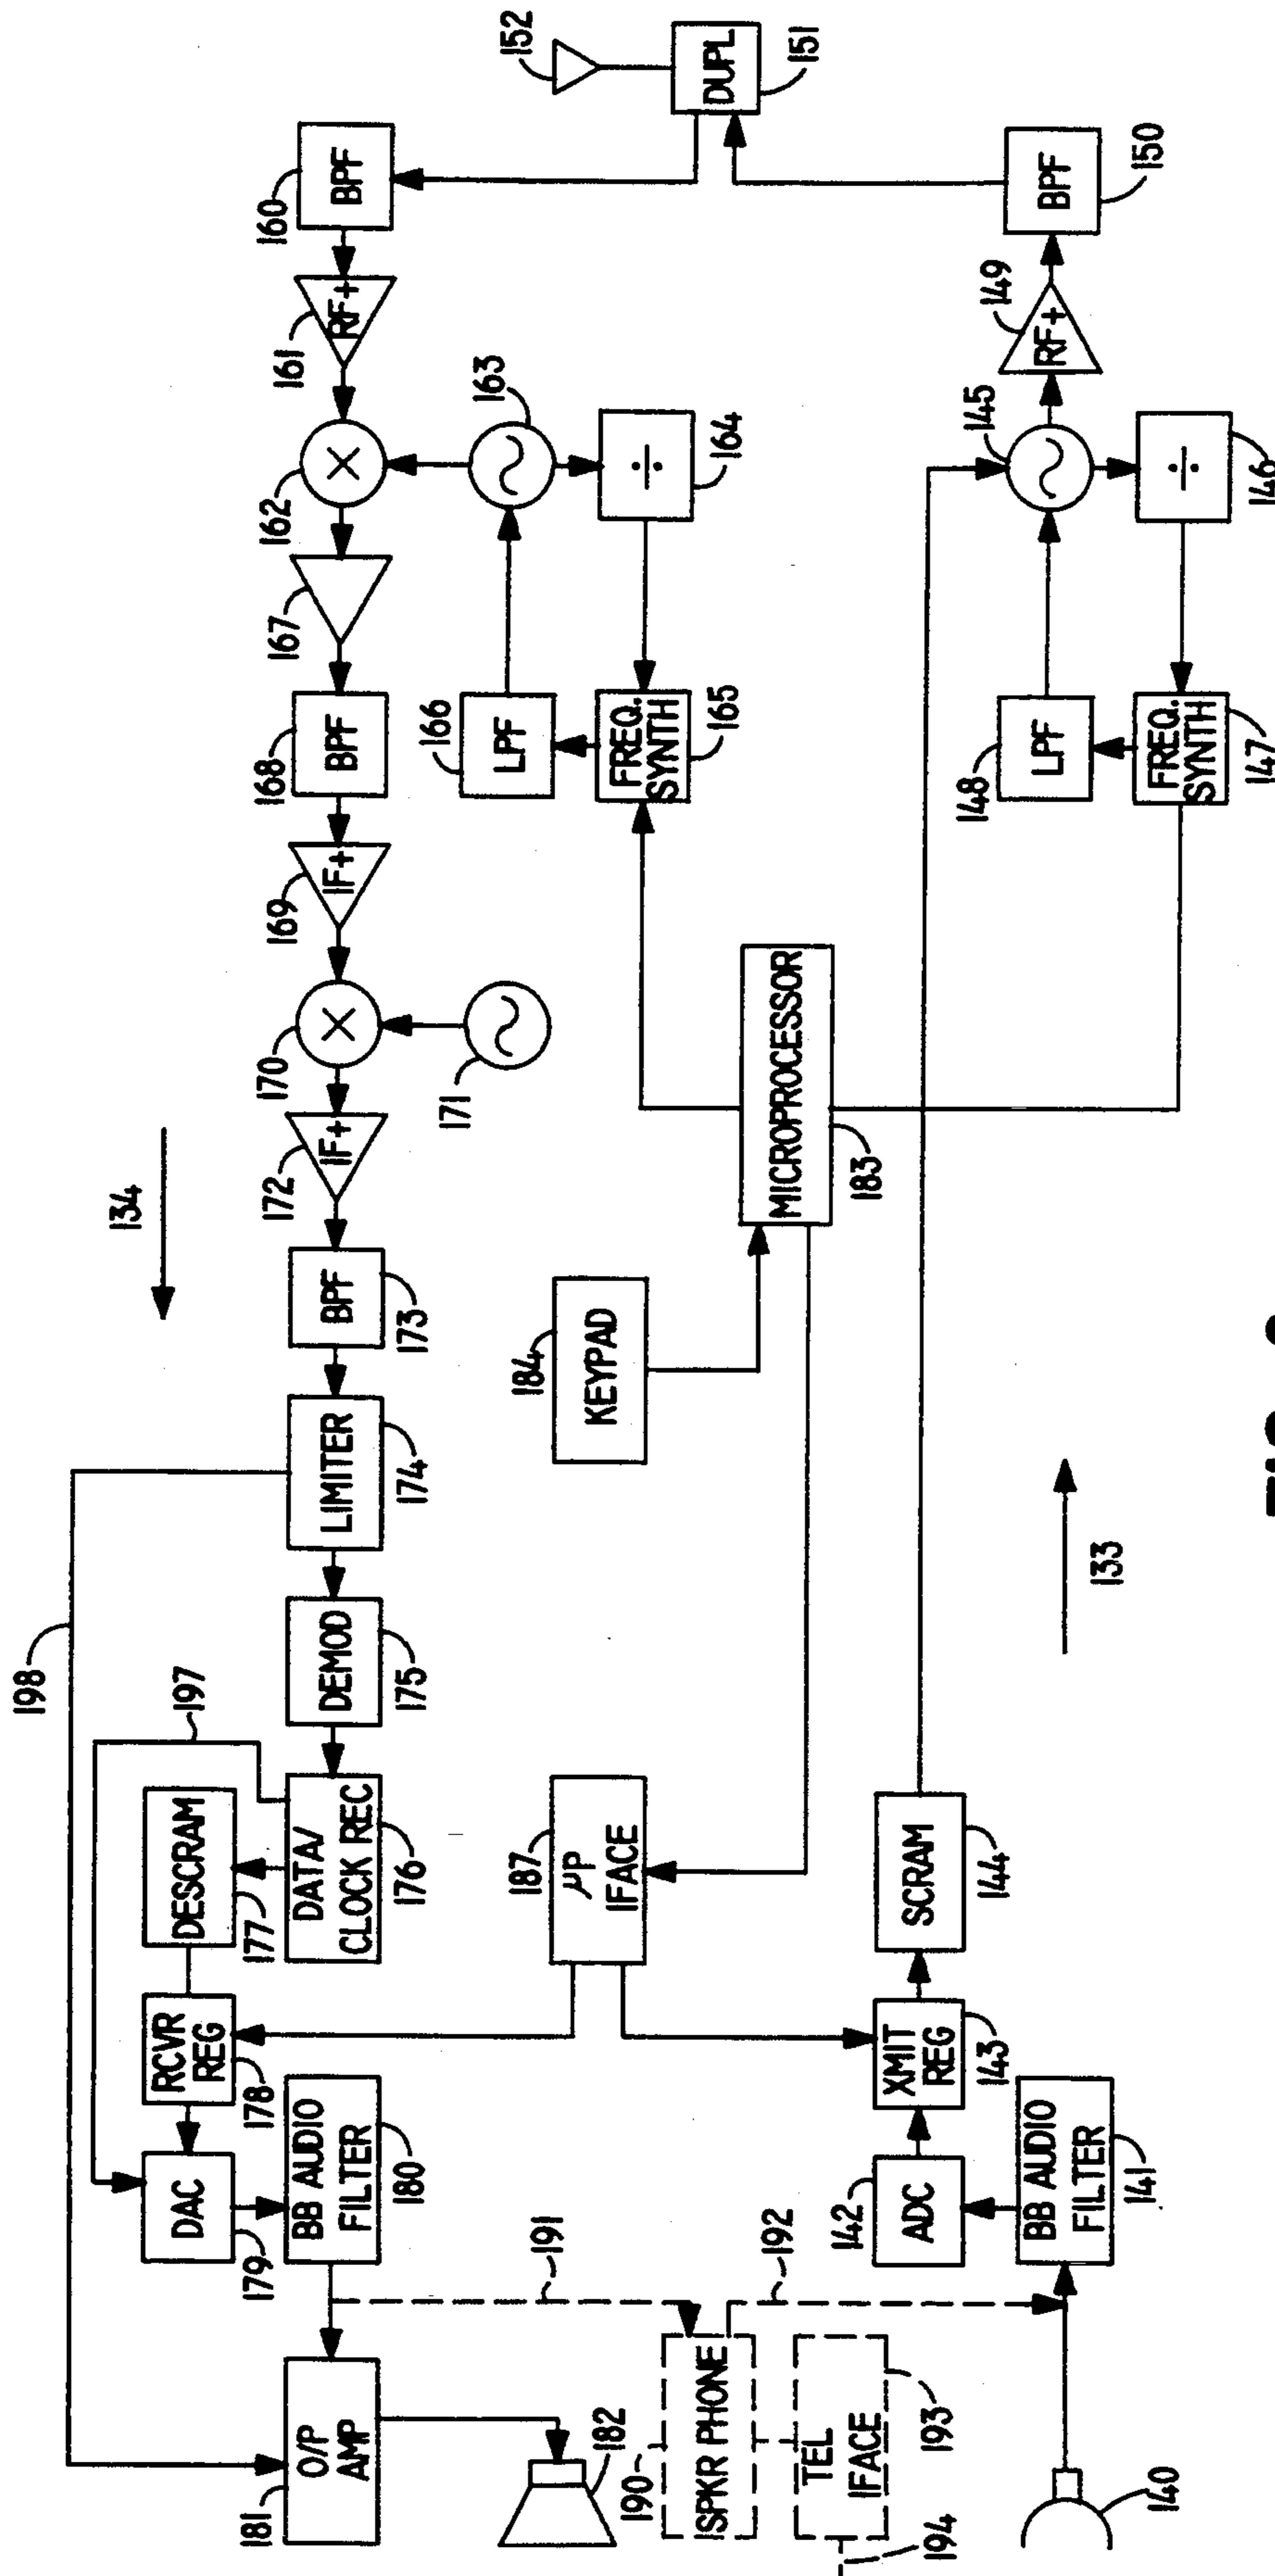 198
134
197
181
O/P
AMP
BB AUDIO
FILTER
180
179
DAC
RCVR
REG
178
DESCRAM
177
DATA/
CLOCK REC
176
DEMOD
175
LIMITER
174
BPF
173
172
IF+
170
171
169
IF+
168
BPF
167
162
161
RF+
160
BPF
163
164
166
LPF
FREQ.
SYNTH
165
152
DUPL
151
182
191
190
SPKR PHONE
192
TEL
IFACE
193
194
187
µP
IFACE
184
KEYPAD
MICROPROCESSOR
183
140
BB AUDIO
FILTER
141
142
ADC
XMIT
REG
143
SCRAM
144
133
148
LPF
FREQ.
SYNTH
147
145
146
149
RF+
BPF
150